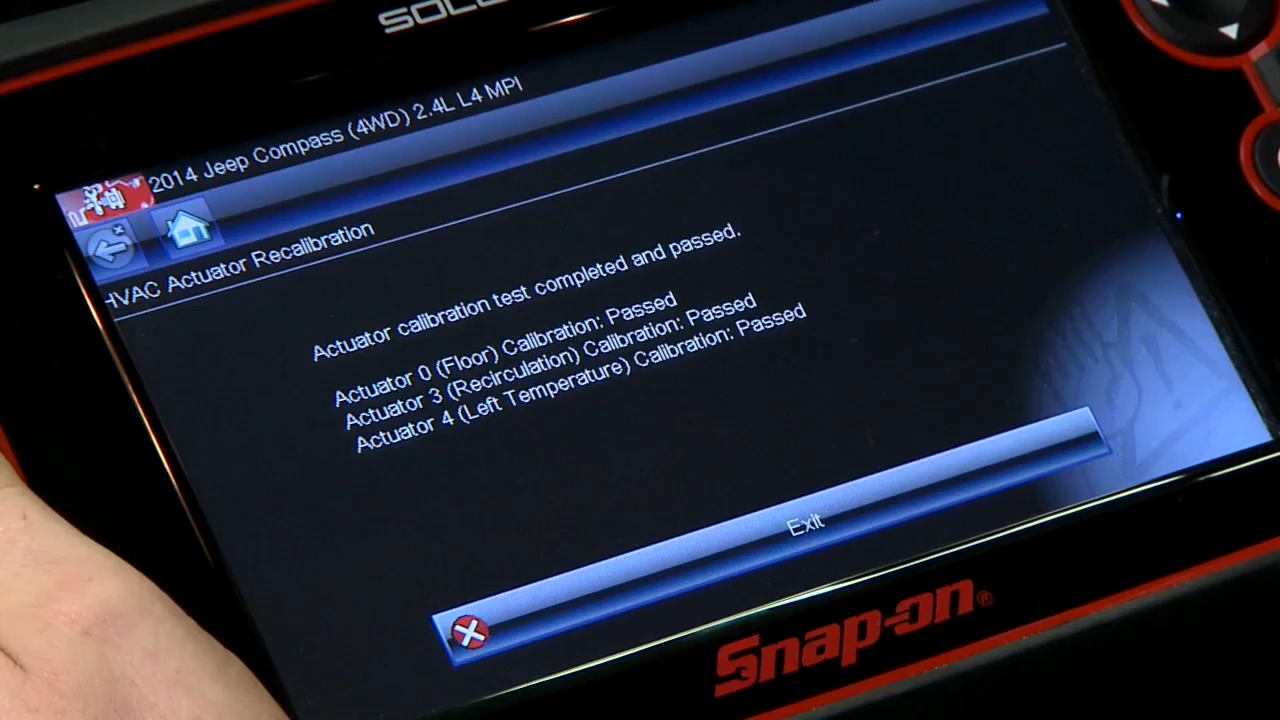 2014 Jeep Compass (4WD) 2.4L L4 MPI
HVAC Actuator Recalibration
Actuator calibration test completed and passed.
Actuator 0 (Floor) Calibration: Passed
Actuator 3 (Recirculation) Calibration: Passed
Actuator 4 (Left Temperature) Calibration: Passed
Exit
Snap-on®